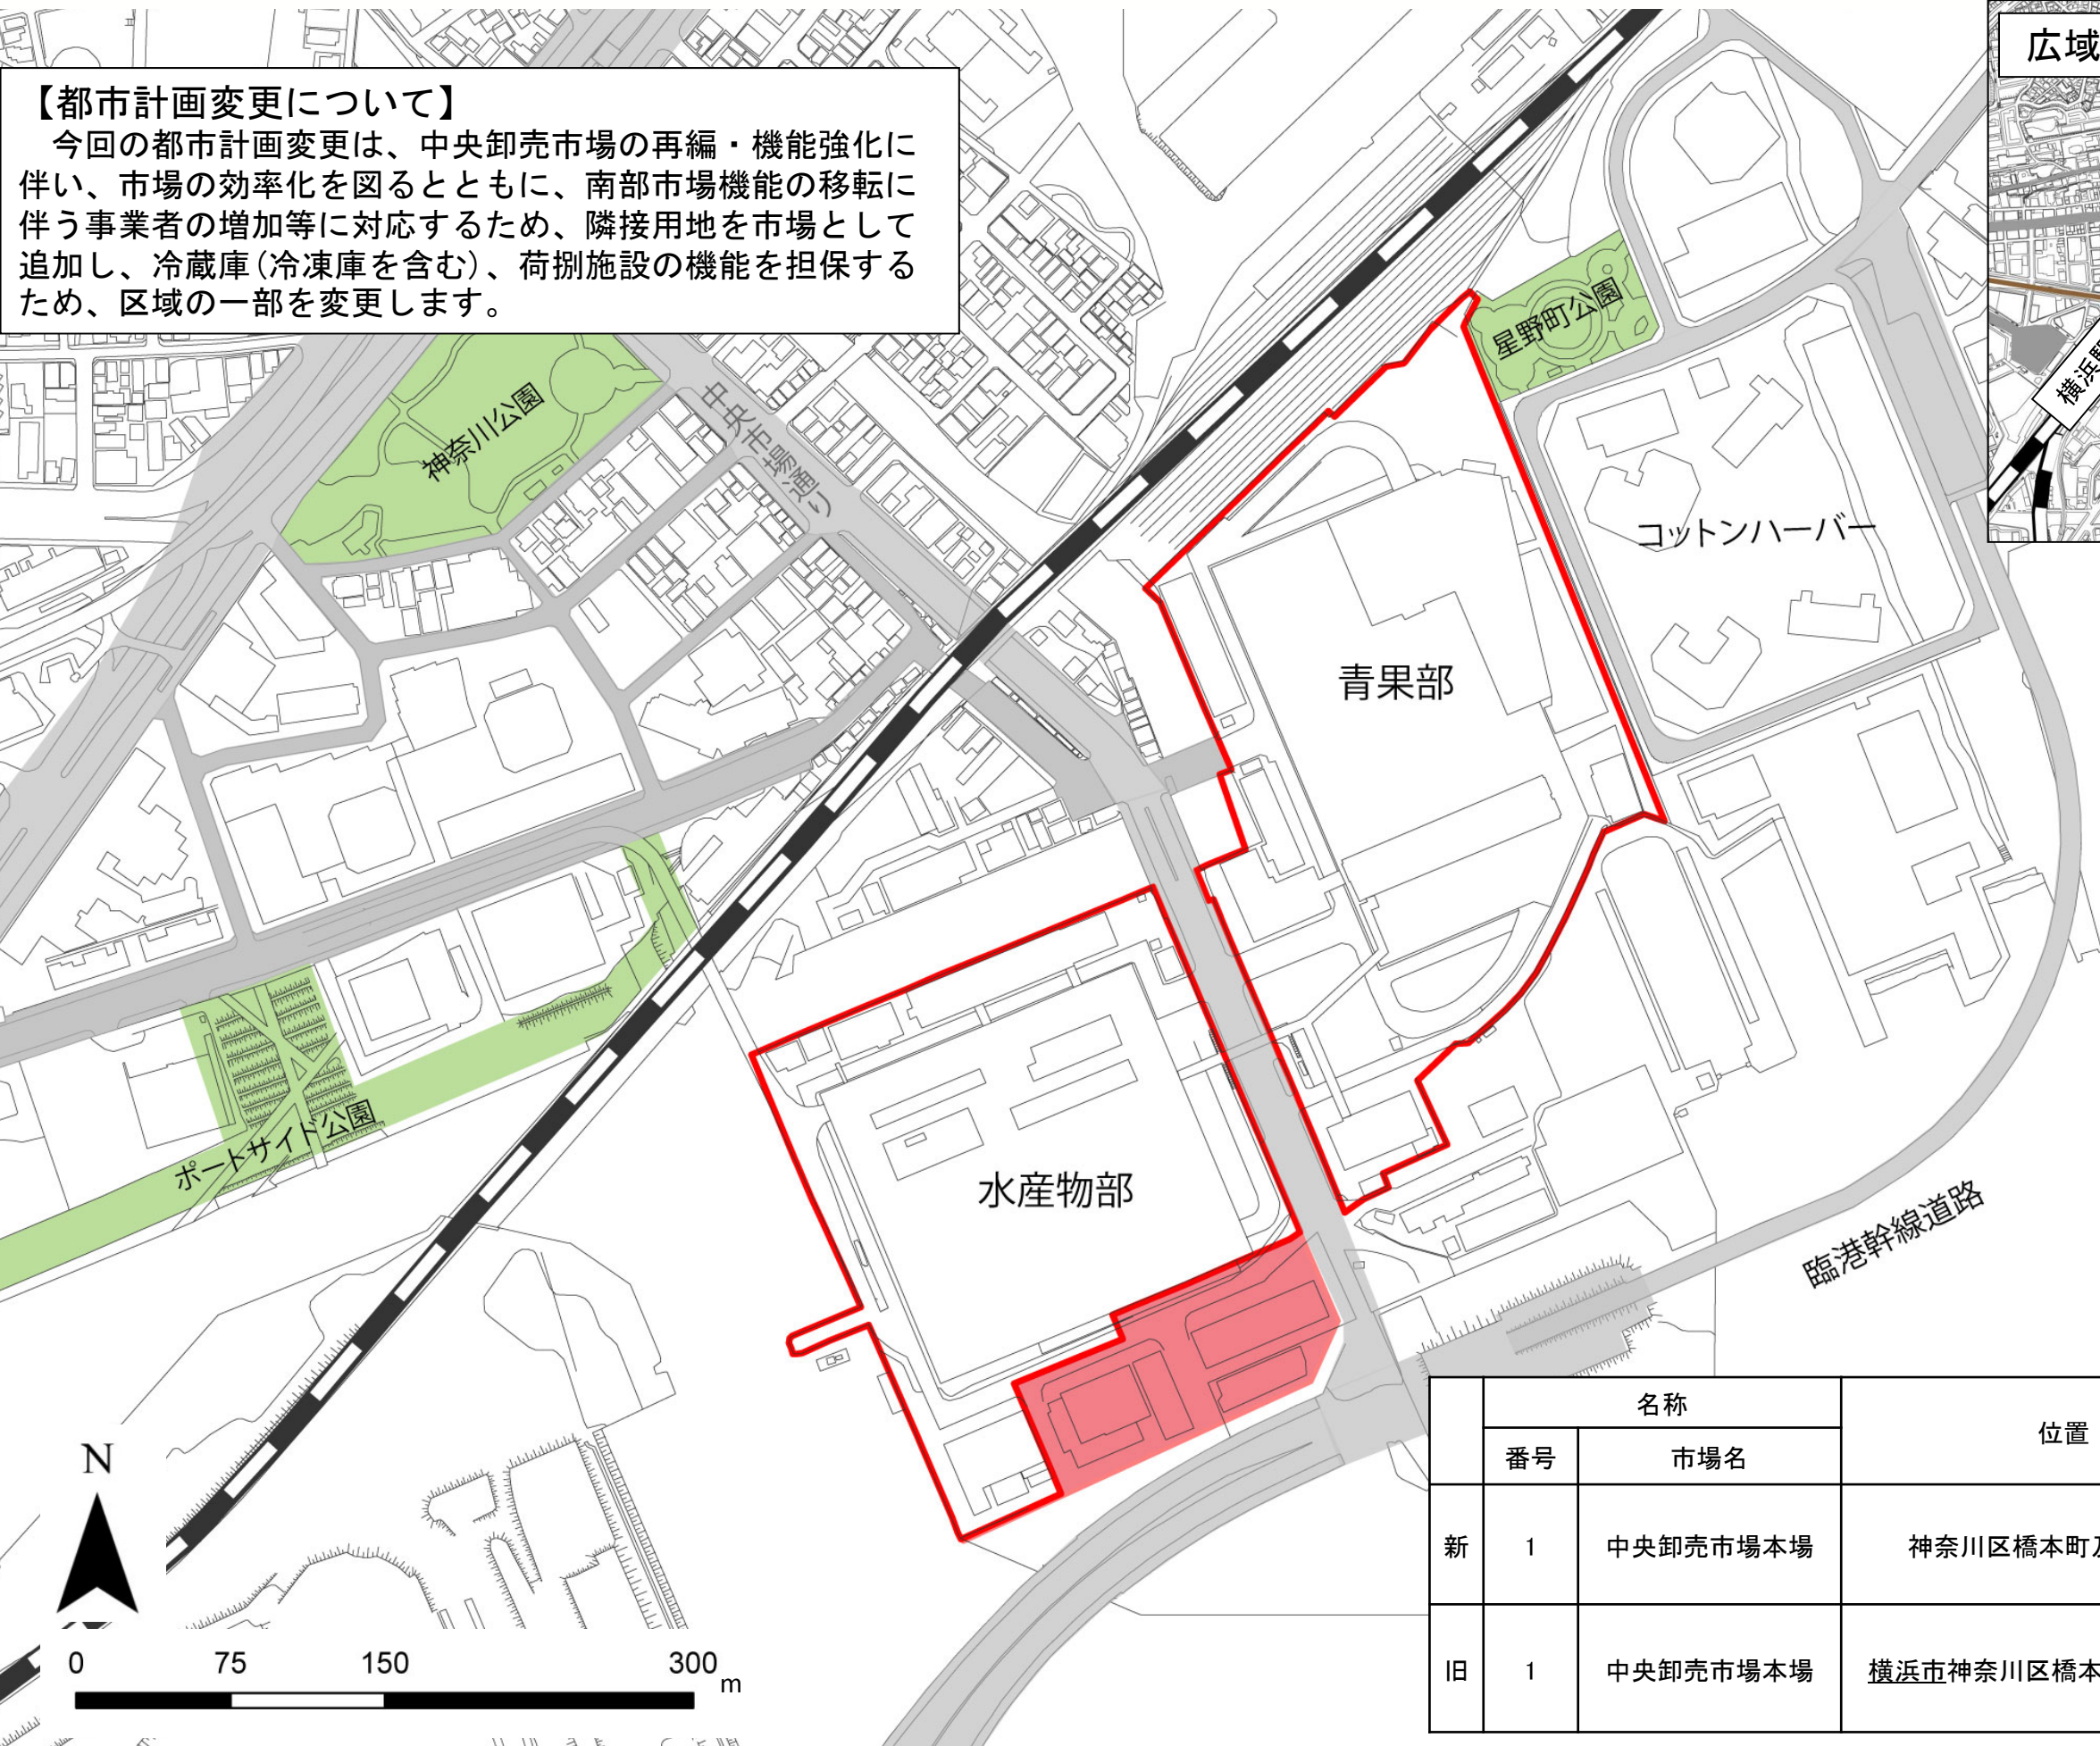 【都市計画変更について】
今回の都市計画変更は、中央卸売市場の再編・機能強化に
伴い、市場の効率化を図るとともに、南部市場機能の移転に
伴う事業者の増加等に対応するため、隣接用地を市場として
追加し、冷蔵庫(冷凍庫を含む)、荷捌施設の機能を担保する
ため、区域の一部を変更します。
広域
横浜駅
神奈川公園
中央市場通り
星野町公園
コットンハーバー
青果部
ポートサイド公園
水産物部
臨港幹線道路
N
0 75 150 300 m
名称 位置
番号 市場名
新 1 中央卸売市場本場 神奈川区橋本町
旧 1 中央卸売市場本場 横浜市神奈川区橋本